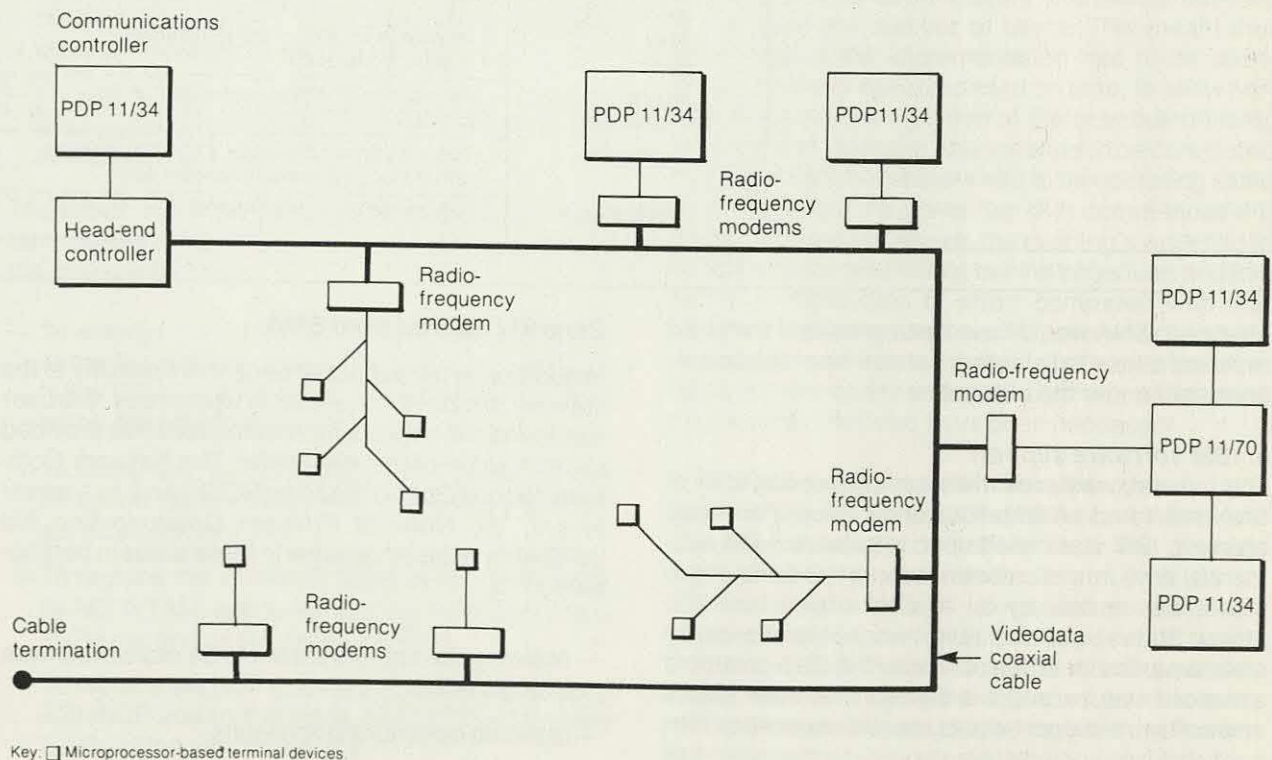 Communications
controller
PDP 11/34
PDP 11/34
PDP11/34
Radio-
frequency
modems
Head-end
controller
Radio-
frequency
modem
PDP 11/34
Radio-frequency
modem
PDP 11/70
Radio-
frequency
modem
PDP 11/34
Radio-
frequency
modems
Cable
termination
Videodata
coaxial
cable
Key: Microprocessor-based terminal devices.